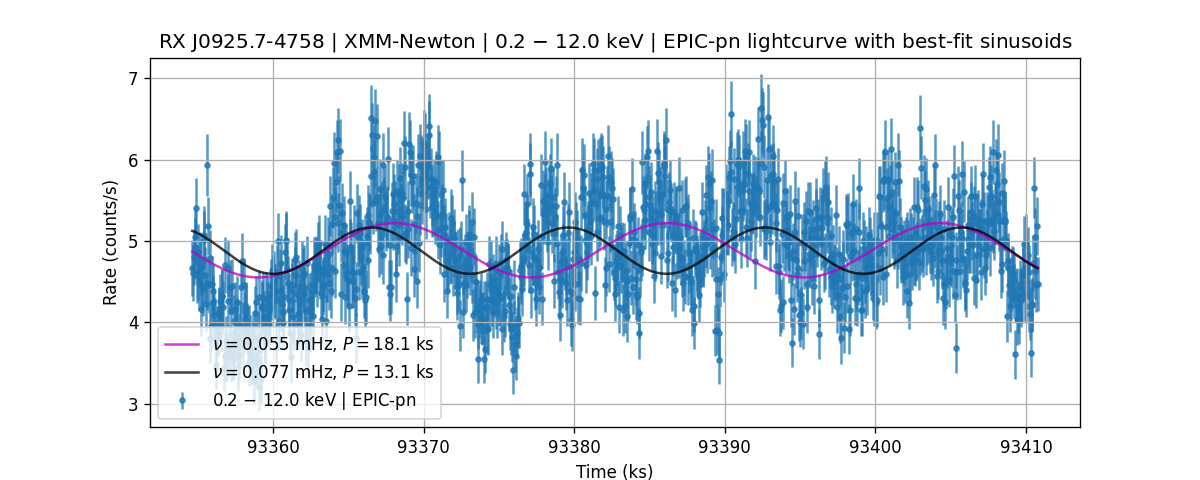 RX J0925.7-4758 | XMM-Newton | 0.2 − 12.0 keV | EPIC-pn lightcurve with best-fit sinusoids
7
6
5
4
3
Rate (counts/s)
ν = 0.055 mHz, P = 18.1 ks
ν = 0.077 mHz, P = 13.1 ks
0.2 − 12.0 keV | EPIC-pn
93360 93370 93380 93390 93400 93410
Time (ks)